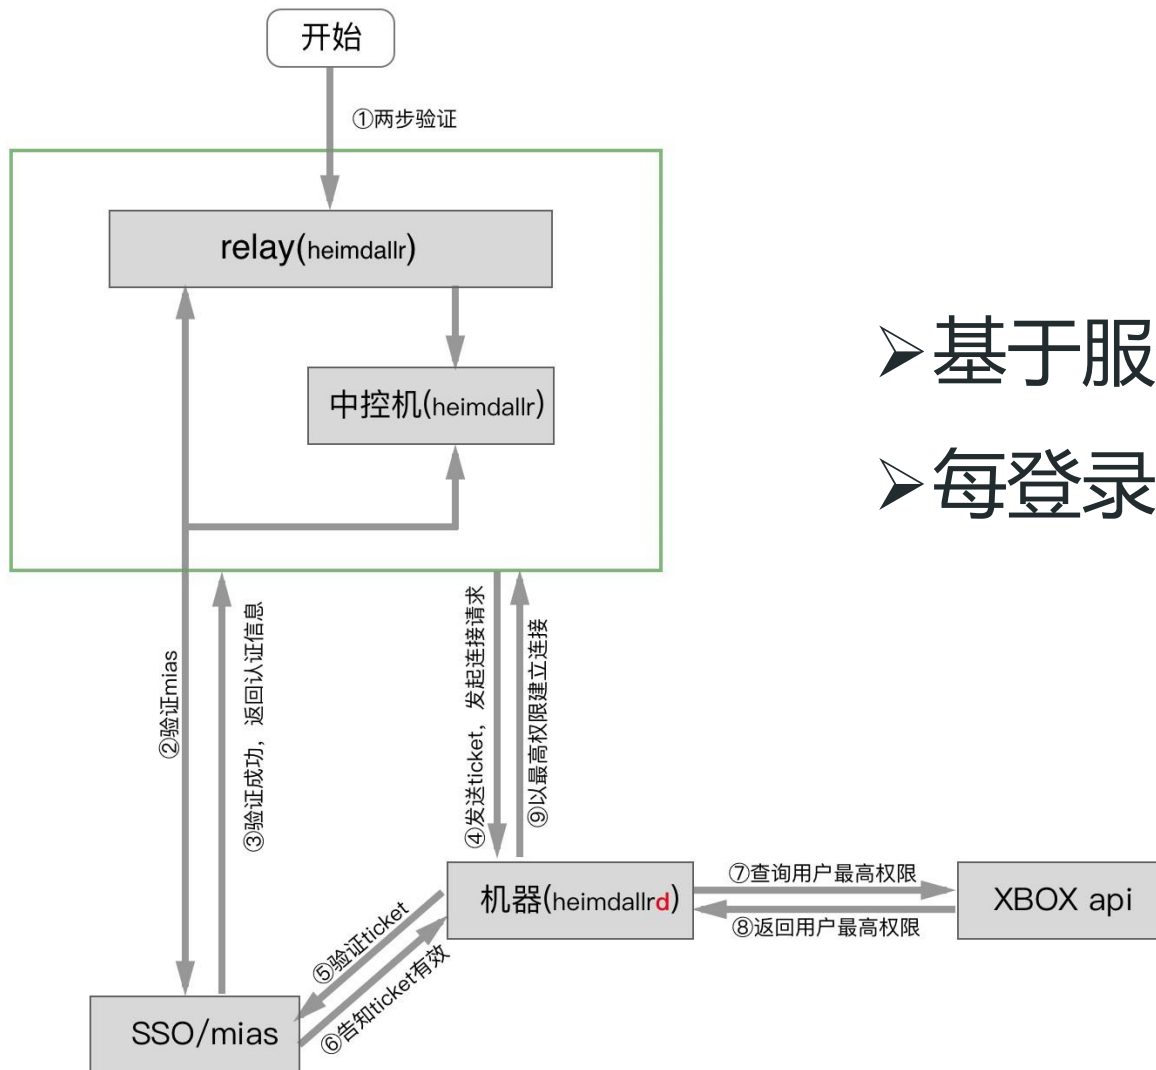 开始
①两步验证
relay(heimdallr)
中控机(heimdallr)
➢基于服
➢每登录
②验证mias
③验证成功，返回认证信息
④发送ticket，发起连接请求
⑨以最高权限建立连接
机器(heimdallrd)
⑦查询用户最高权限
⑧返回用户最高权限
XBOX api
⑤验证ticket
⑥告知ticket有效
SSO/mias